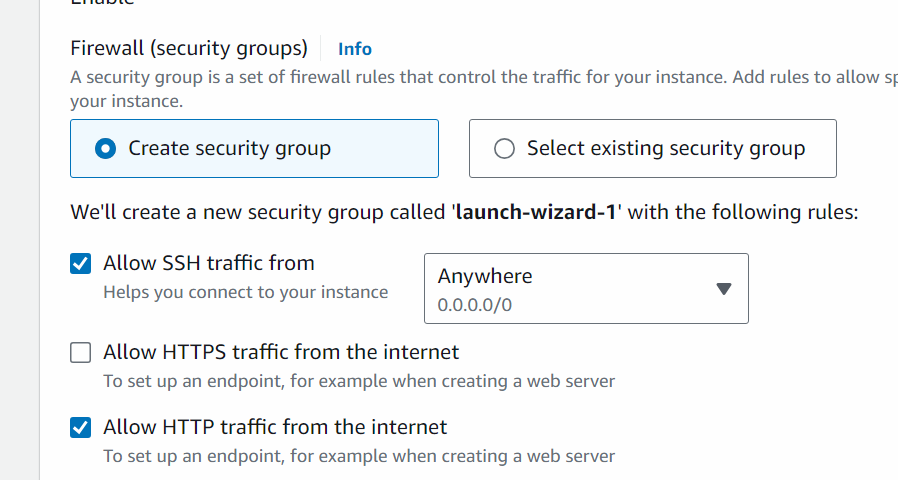 Enable
Firewall (security groups) Info
A security group is a set of firewall rules that control the traffic for your instance. Add rules to allow
your instance.
Create security group
Select existing security group
We'll create a new security group called 'launch-wizard-1' with the following rules:
Allow SSH traffic from
Helps you connect to your instance
Anywhere
0.0.0.0/0
Allow HTTPS traffic from the internet
To set up an endpoint, for example when creating a web server
Allow HTTP traffic from the internet
To set up an endpoint, for example when creating a web server